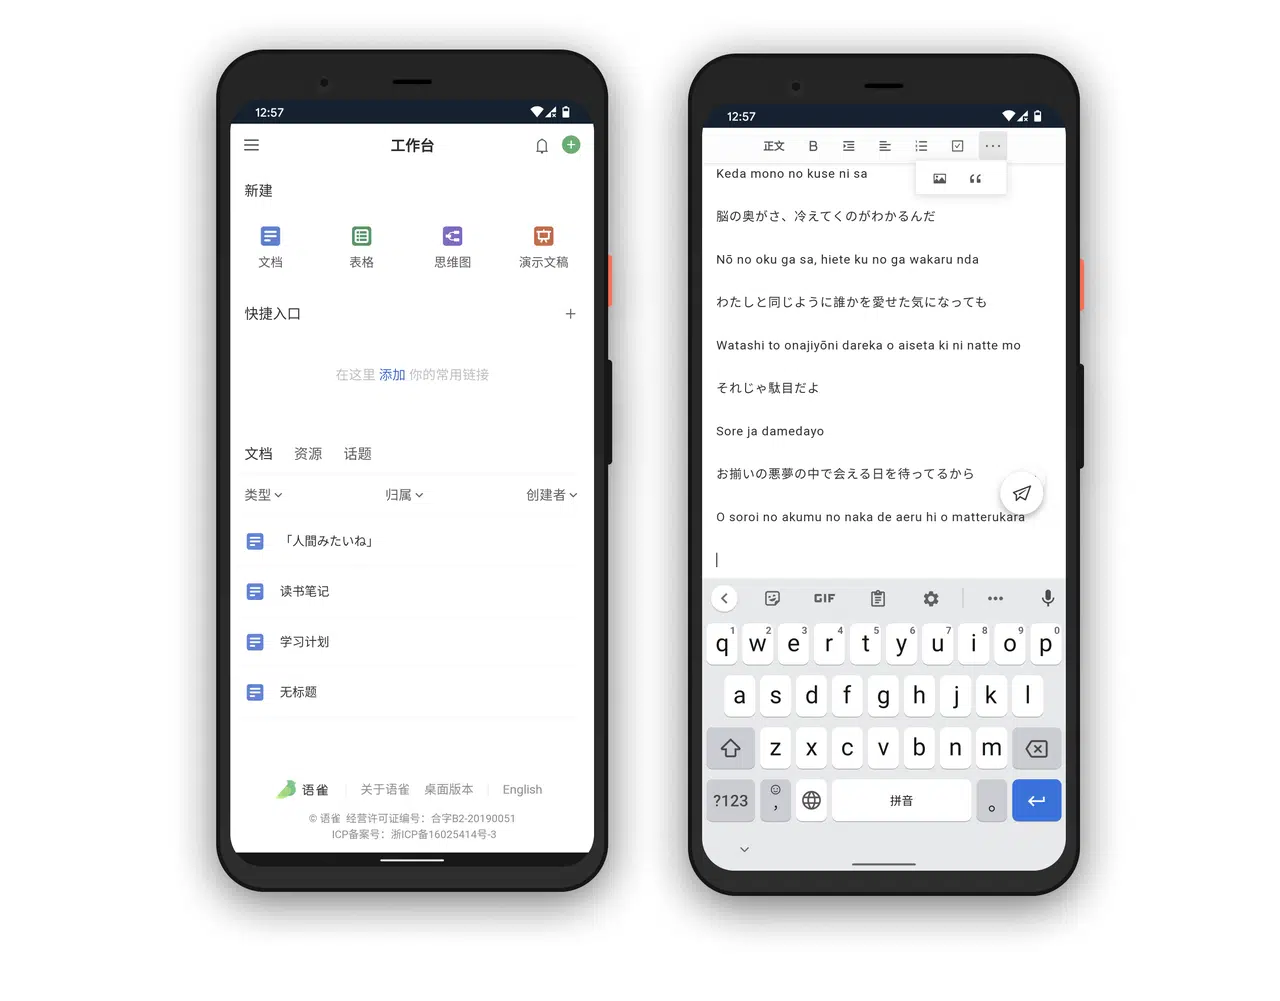 12:57
工作台
新建
文档 表格 思维图 演示文稿
快捷入口
在这里 添加 你的常用链接
文档 资源 话题
类型 归属 创建者
「人間みたいね」
读书笔记
学习计划
无标题
语雀 关于语雀 桌面版本 English
© 语雀 经营许可证编号：合字B2-20190051
ICP备案号：浙ICP备16025414号-3
12:57
正文 B
Keda mono no kuse ni sa
脳の奥がさ、冷えてくのがわかるんだ
Nō no oku ga sa, hiete ku no ga wakaru nda
わたしと同じように誰かを愛せた気になっても
Watashi to onajiyōni dareka o aiseta ki ni natte mo
それじゃ駄目だよ
Sore ja damedayo
お揃いの悪夢の中で会える日を待ってるから
O soroi no akumu no naka de aeru hi o matterukara
GIF
1 2 3 4 5 6 7 8 9 0
q w e r t y u i o p
a s d f g h j k l
z x c v b n m
?123 , 拼音 。